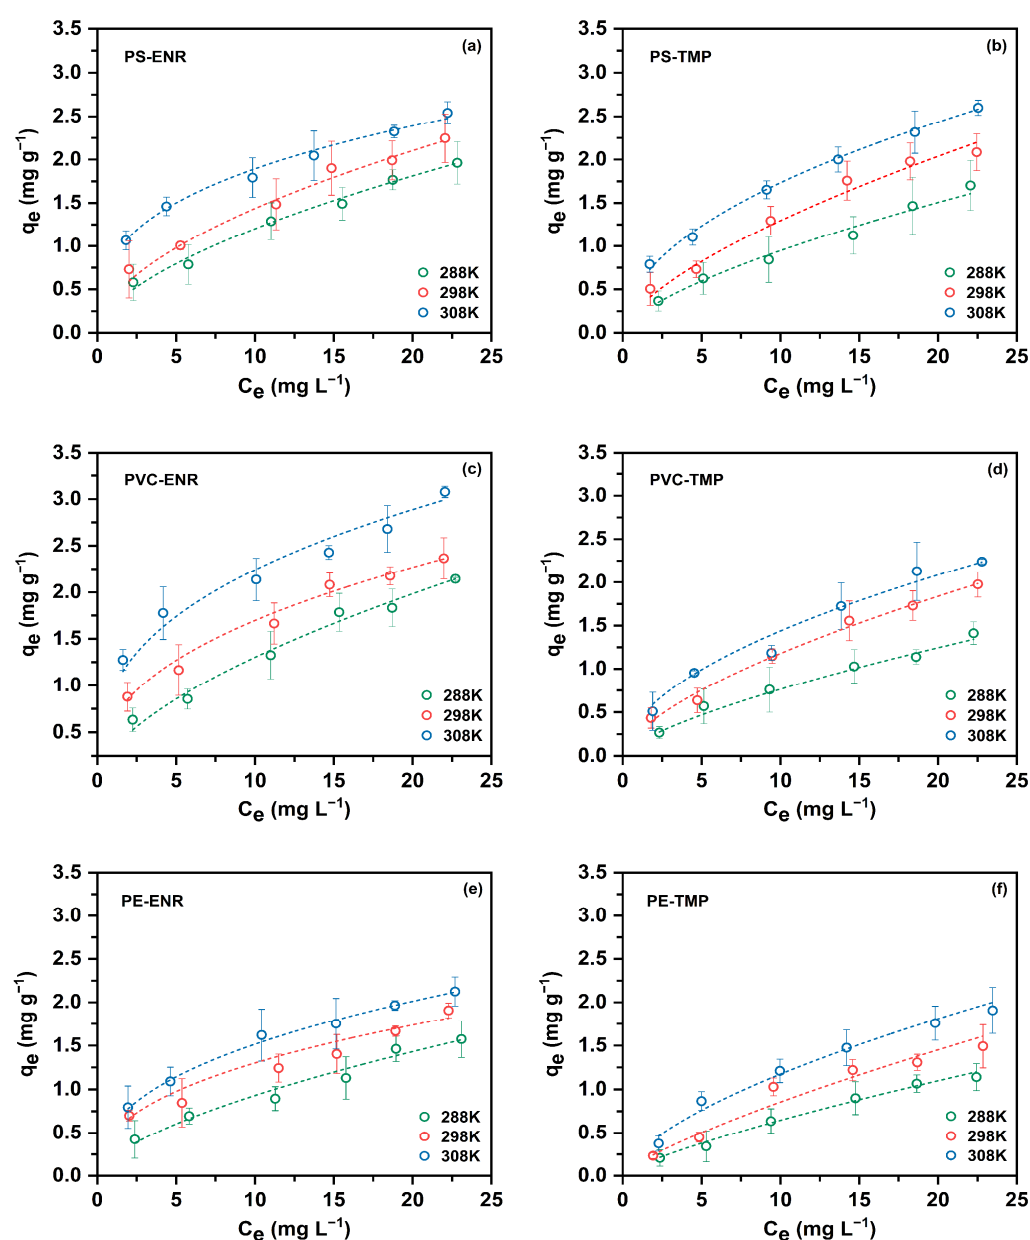 (a)
PS-ENR
qe (mg g⁻¹)
3.5
3.0
2.5
2.0
1.5
1.0
0.5
0.0
288K
298K
308K
0 5 10 15 20 25
Ce (mg L⁻¹)
(b)
PS-TMP
qe (mg g⁻¹)
3.5
3.0
2.5
2.0
1.5
1.0
0.5
0.0
288K
298K
308K
0 5 10 15 20 25
Ce (mg L⁻¹)
(c)
PVC-ENR
qe (mg g⁻¹)
3.5
3.0
2.5
2.0
1.5
1.0
0.5
288K
298K
308K
0 5 10 15 20 25
Ce (mg L⁻¹)
(d)
PVC-TMP
qe (mg g⁻¹)
3.5
3.0
2.5
2.0
1.5
1.0
0.5
0.0
288K
298K
308K
0 5 10 15 20 25
Ce (mg L⁻¹)
(e)
PE-ENR
qe (mg g⁻¹)
3.5
3.0
2.5
2.0
1.5
1.0
0.5
0.0
288K
298K
308K
0 5 10 15 20 25
Ce (mg L⁻¹)
(f)
PE-TMP
qe (mg g⁻¹)
3.5
3.0
2.5
2.0
1.5
1.0
0.5
0.0
288K
298K
308K
0 5 10 15 20 25
Ce (mg L⁻¹)